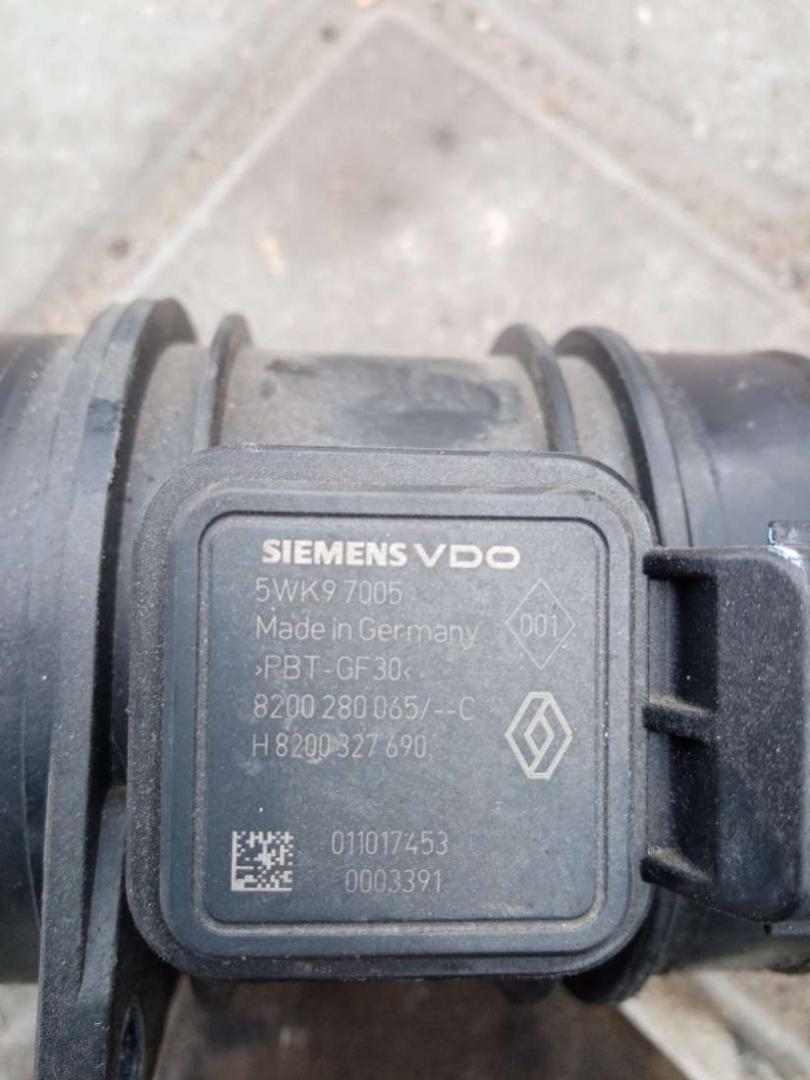 SIEMENS VDO
5WK9 7005
Made in Germany
001
>PBT-GF30<
8200 280 065/--C
H 8200 327 690
011017453
0003391